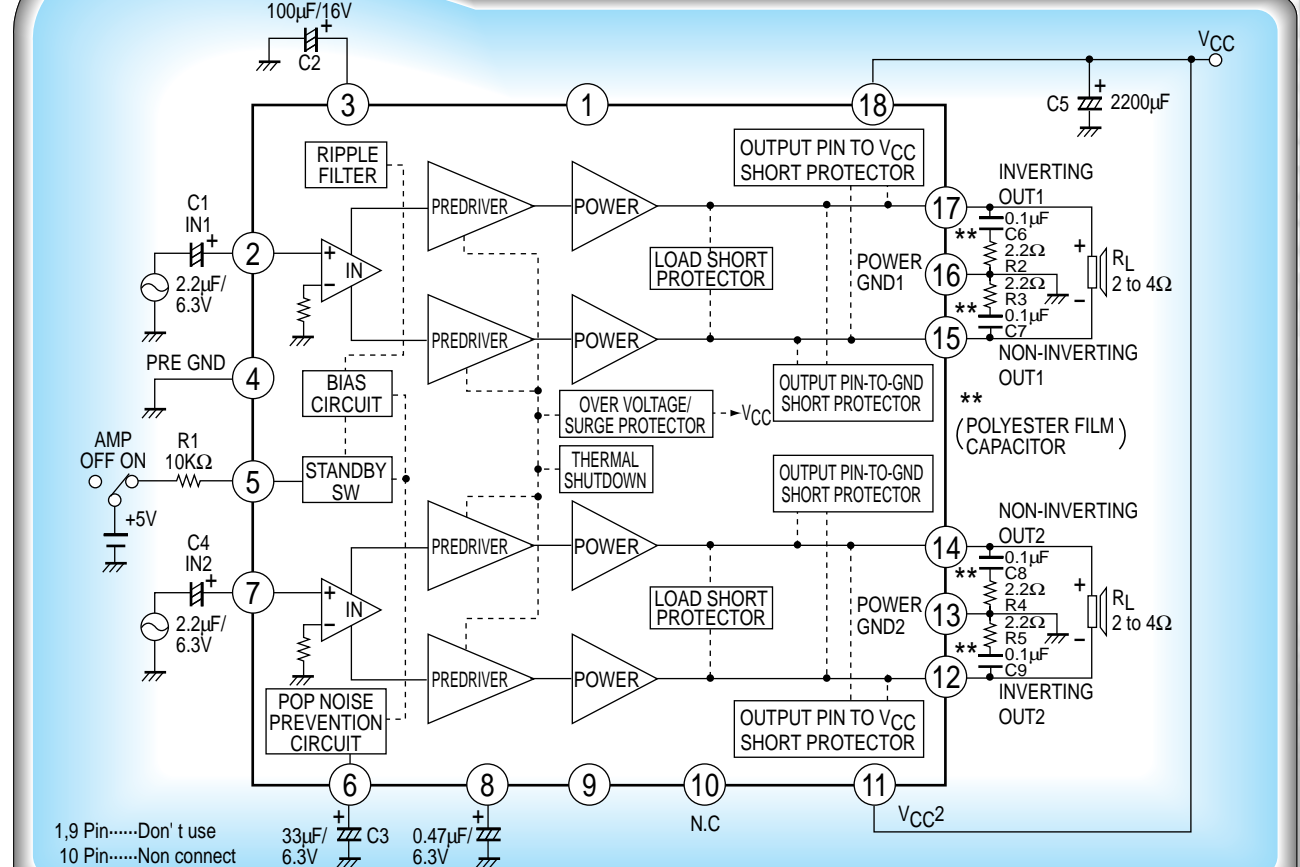 100µF/16V
+
C2
VCC
3
1
18
C5
+
2200µF
RIPPLE
FILTER
OUTPUT PIN TO VCC
SHORT PROTECTOR
INVERTING
OUT1
C1
IN1
+
2.2µF/
6.3V
2
+
IN
−
PREDRIVER
POWER
17
0.1µF
** C6
2.2Ω
R2
2.2Ω
R3
** 0.1µF
C7
+
RL
2 to 4Ω
−
LOAD SHORT
PROTECTOR
POWER
GND1
16
PREDRIVER
POWER
15
NON-INVERTING
OUT1
PRE GND
4
BIAS
CIRCUIT
OUTPUT PIN-TO-GND
SHORT PROTECTOR
OVER VOLTAGE/
SURGE PROTECTOR
VCC
**
(POLYESTER FILM
CAPACITOR)
AMP
OFF ON
R1
10KΩ
5
STANDBY
SW
THERMAL
SHUTDOWN
OUTPUT PIN-TO-GND
SHORT PROTECTOR
+5V
NON-INVERTING
OUT2
C4
IN2
+
2.2µF/
6.3V
7
+
IN
−
PREDRIVER
POWER
14
0.1µF
** C8
2.2Ω
R4
2.2Ω
R5
** 0.1µF
C9
+
RL
2 to 4Ω
−
LOAD SHORT
PROTECTOR
POWER
GND2
13
PREDRIVER
POWER
12
INVERTING
OUT2
POP NOISE
PREVENTION
CIRCUIT
OUTPUT PIN TO VCC
SHORT PROTECTOR
6
8
9
10
11
N.C
VCC2
+
33µF/
6.3V
C3
+
0.47µF/
6.3V
1,9 Pin······Don' t use
10 Pin······Non connect